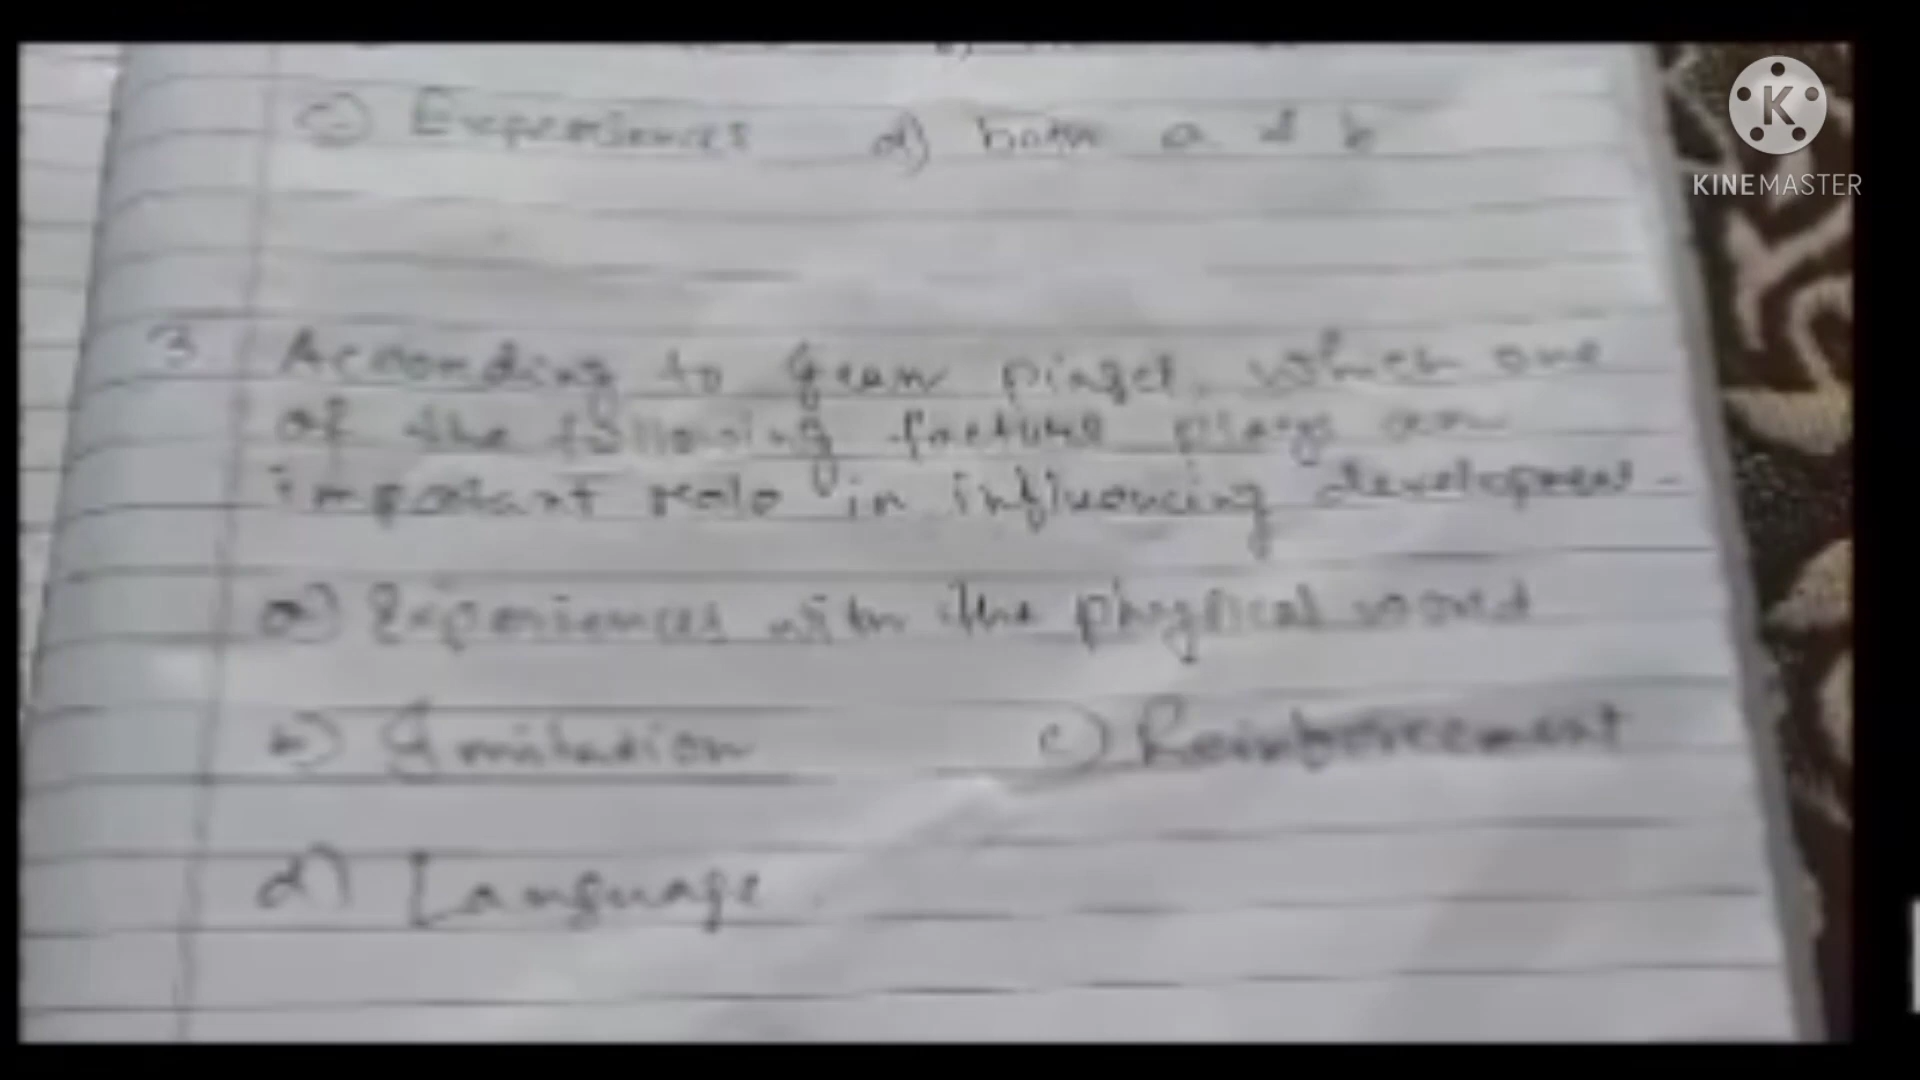 c) Experiences d) both a & b
KINEMASTER
3 According to Jean piaget, which one
of the following factors plays an
important role in influencing development-
a) Experiences with the physical world
b) Imitation c) Reinforcement
d) Language.